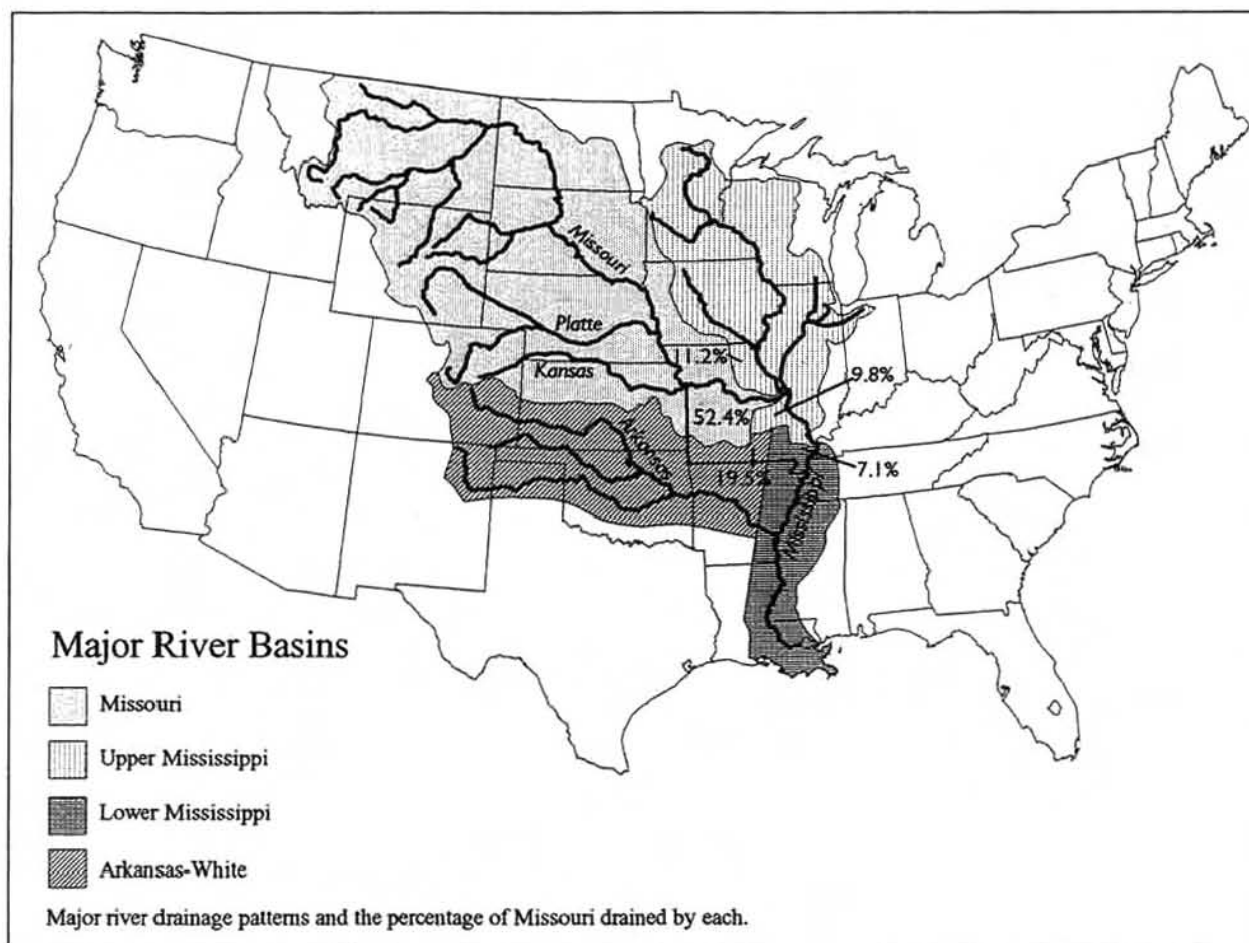 Missouri
Platte
11.2%
Kansas
9.8%
52.4%
Arkansas
19.5%
7.1%
Mississippi
Major River Basins
Missouri
Upper Mississippi
Lower Mississippi
Arkansas-White
Major river drainage patterns and the percentage of Missouri drained by each.